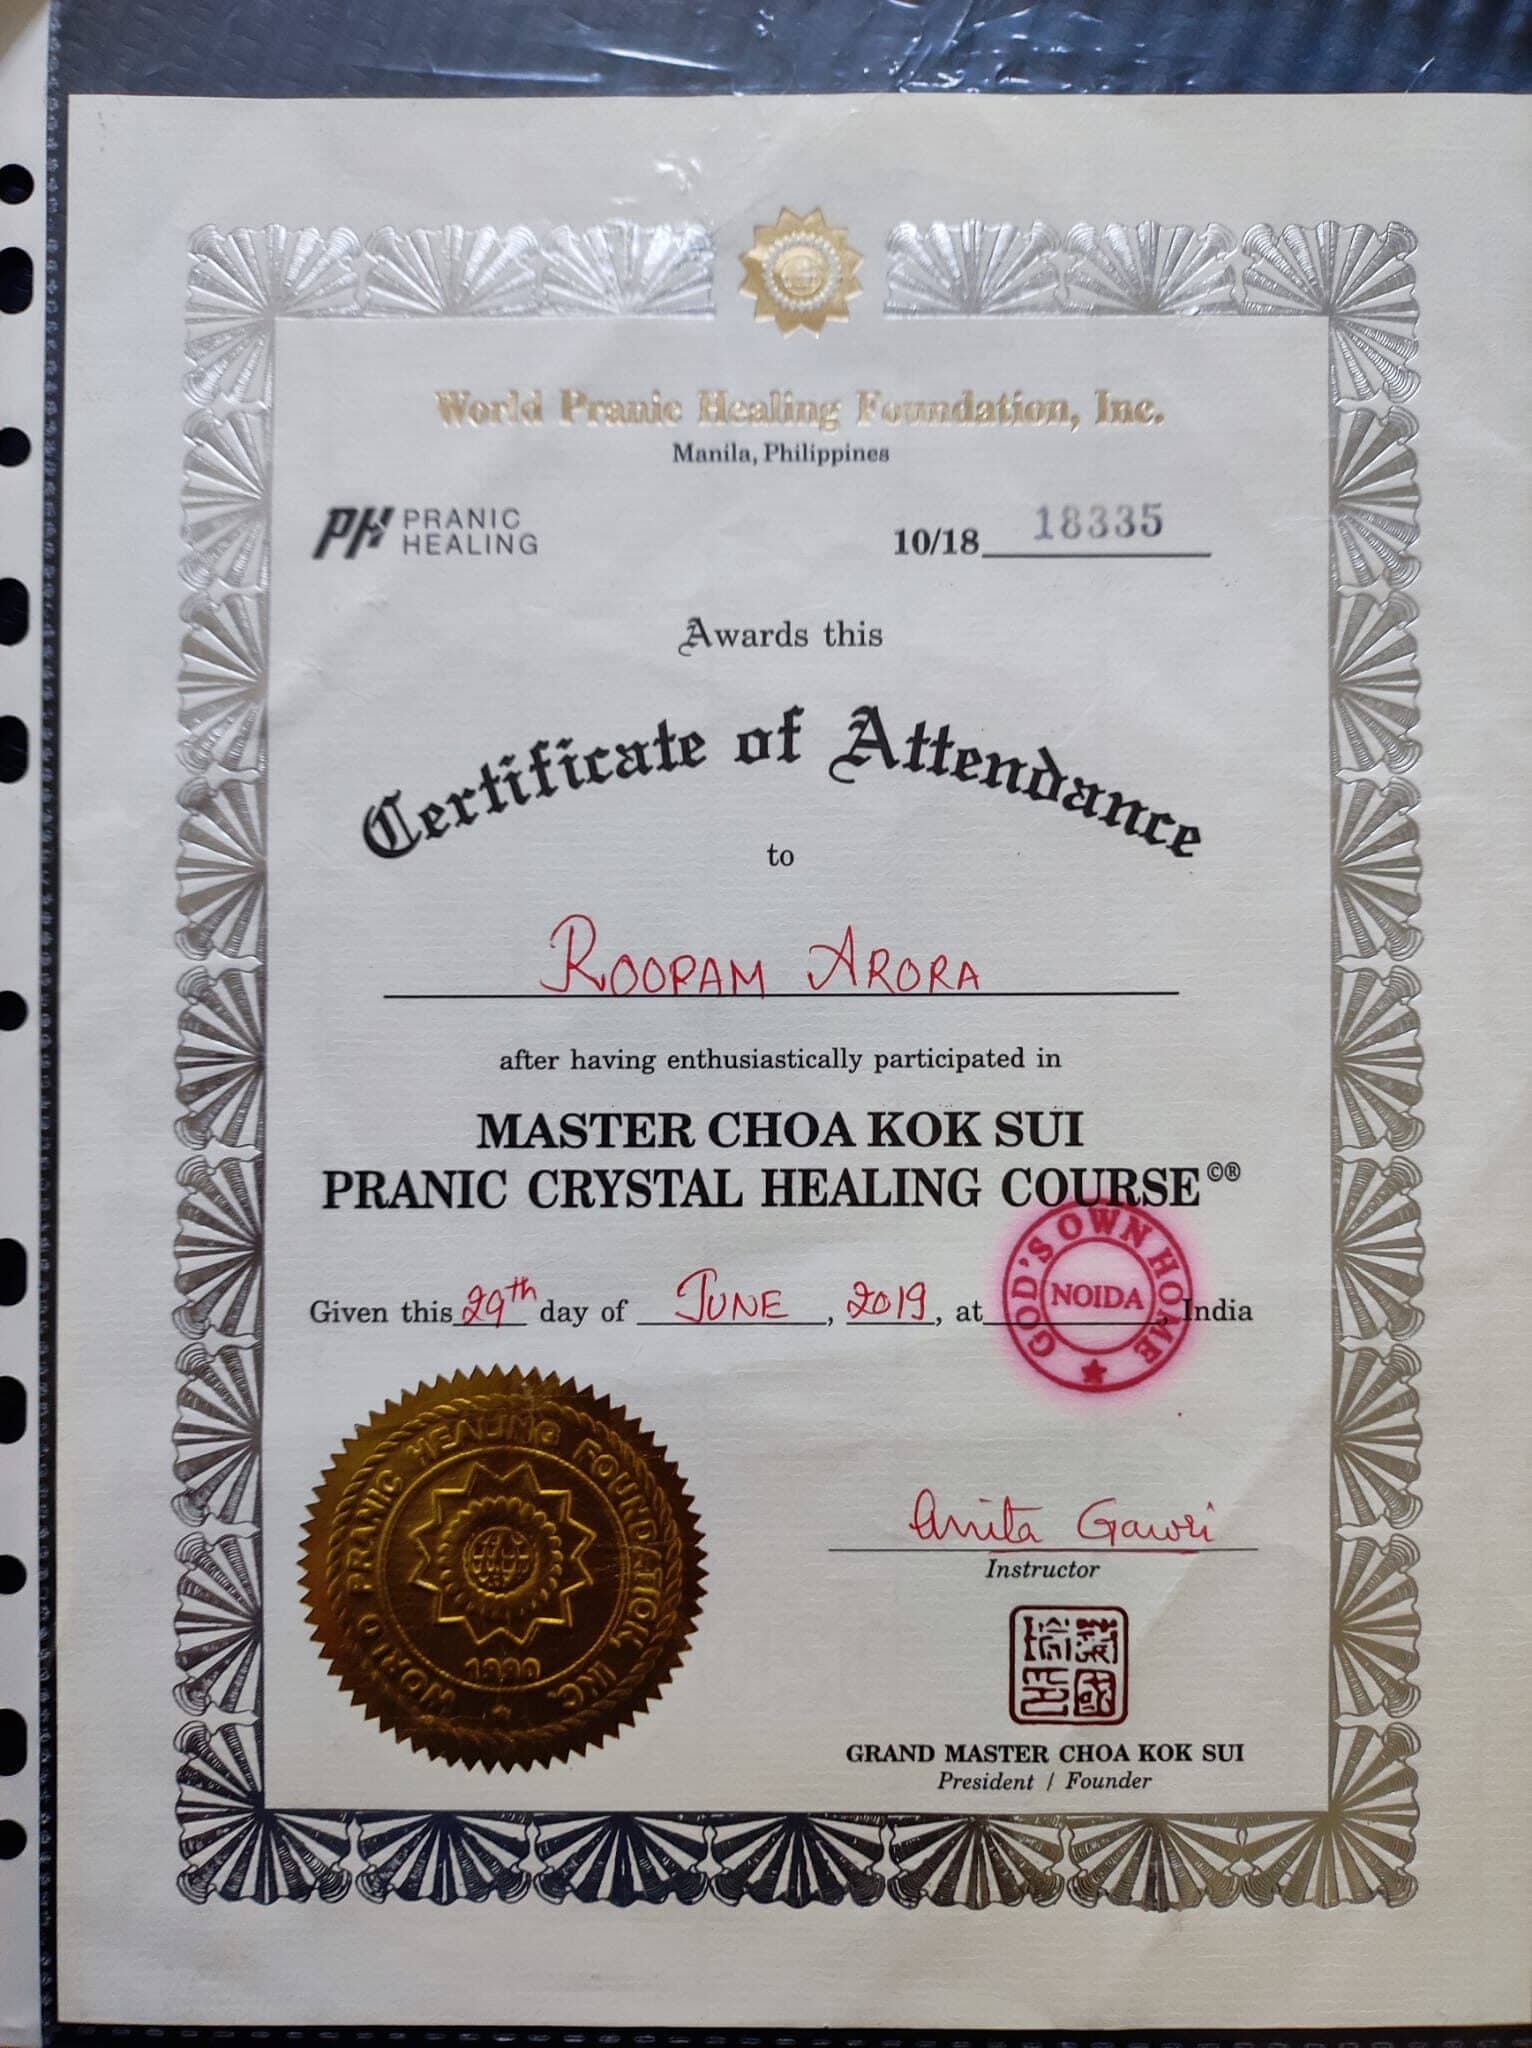 World Pranic Healing Foundation, Inc.
Manila, Philippines
PH PRANIC
HEALING
10/18 18335
Awards this
Certificate of Attendance
to
ROOPAM ARORA
after having enthusiastically participated in
MASTER CHOA KOK SUI
PRANIC CRYSTAL HEALING COURSE©®
Given this 29th day of JUNE, 2019, at , India
GOD'S OWN HOME
NOIDA
WORLD PRANIC HEALING FOUNDATION, INC.
1990
Anita Gawri
Instructor
GRAND MASTER CHOA KOK SUI
President / Founder